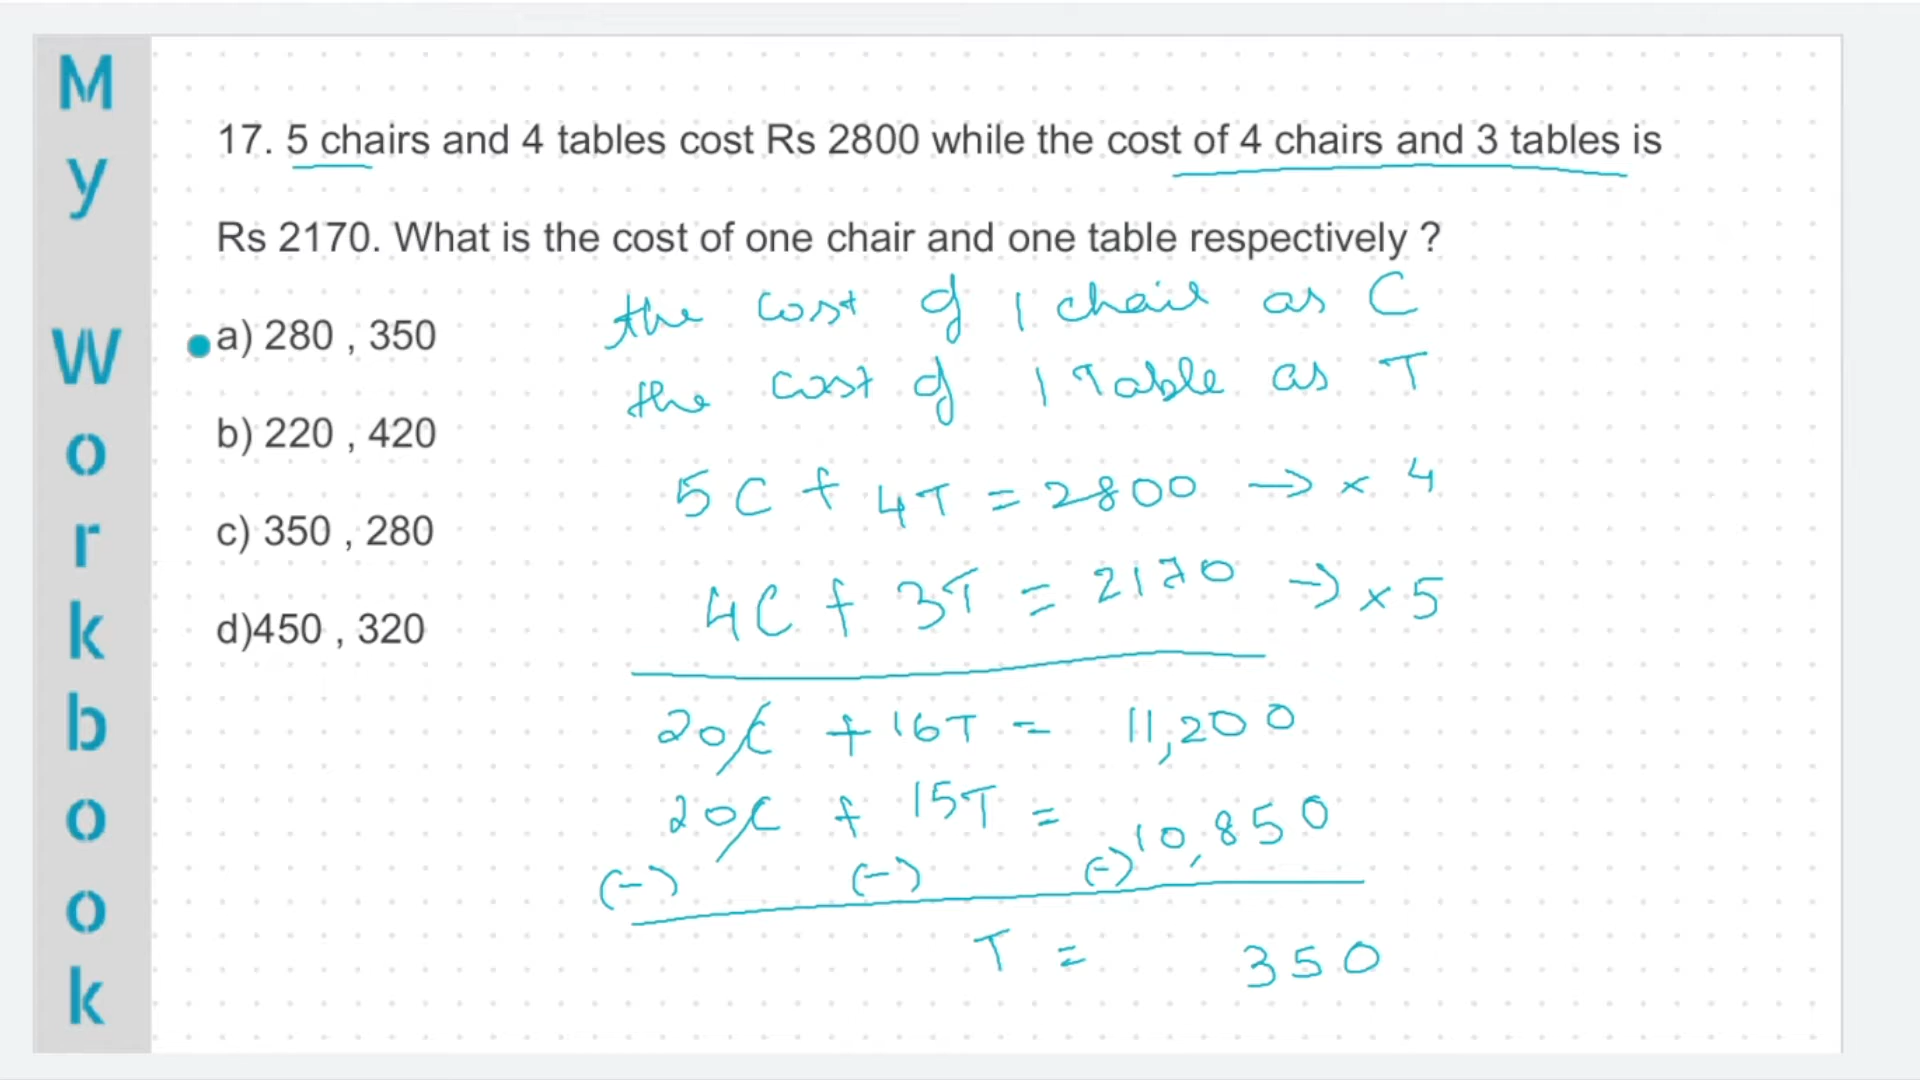 My Workbook
17. 5 chairs and 4 tables cost Rs 2800 while the cost of 4 chairs and 3 tables is
Rs 2170. What is the cost of one chair and one table respectively ?
a) 280 , 350
b) 220 , 420
c) 350 , 280
d)450 , 320
the cost of 1 chair as C
the cost of 1 Table as T
5C + 4T = 2800 → × 4
4C + 3T = 2170 → × 5
20C + 16T = 11,200
20C + 15T = 10,850
(-) (-) (-)
T = 350